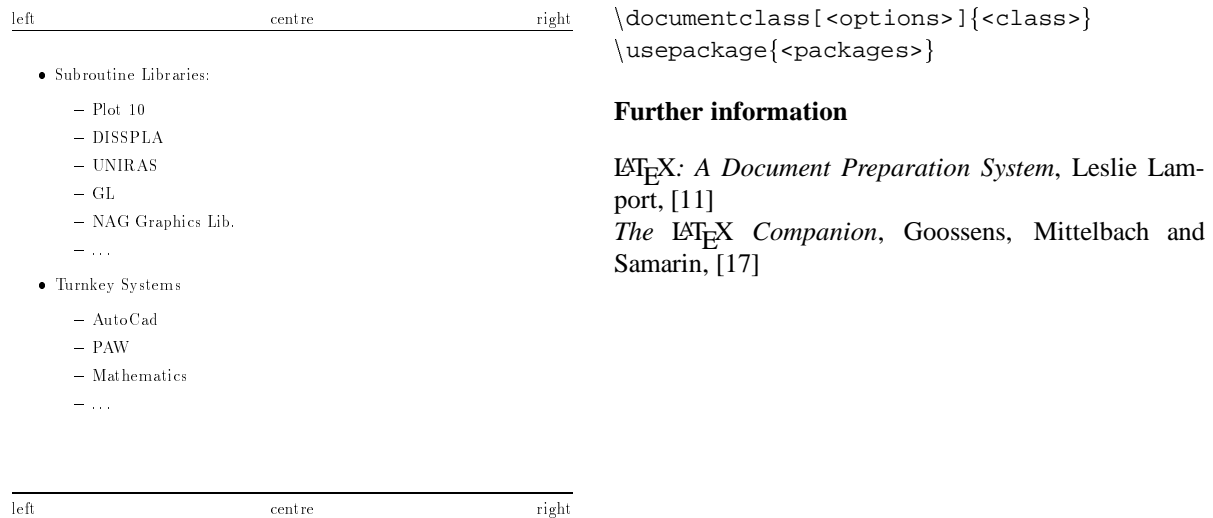 left centre right
• Subroutine Libraries:
– Plot 10
– DISSPLA
– UNIRAS
– GL
– NAG Graphics Lib.
– ...
• Turnkey Systems
– AutoCad
– PAW
– Mathematics
– ...
left centre right
\documentclass[<options>]{<class>}
\usepackage{<packages>}
Further information
LATEX: A Document Preparation System, Leslie Lam-
port, [11]
The LATEX Companion, Goossens, Mittelbach and
Samarin, [17]